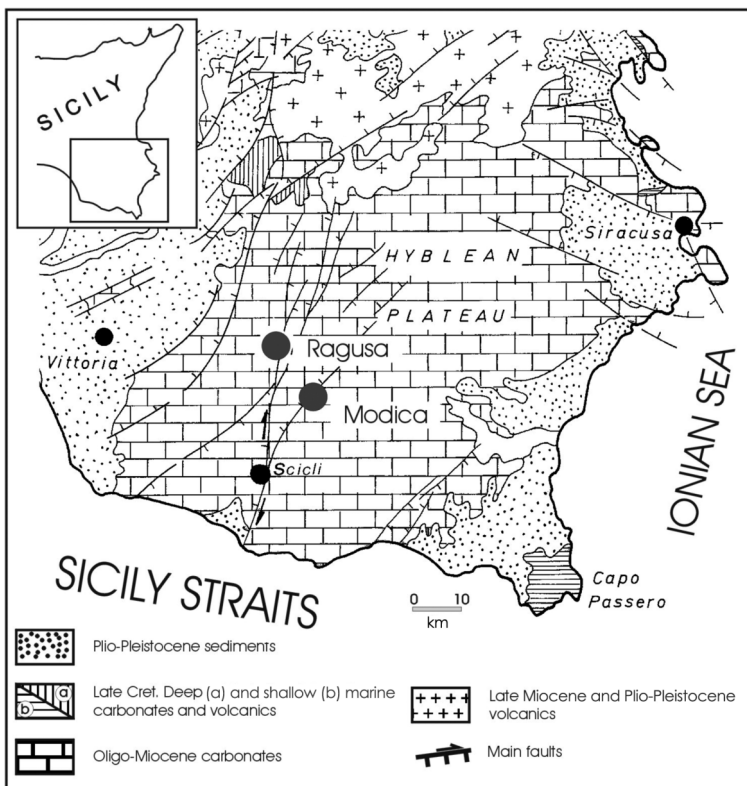 SICILY
HYBLEAN
PLATEAU
Siracusa
Vittoria
Ragusa
Modica
Scicli
IONIAN SEA
SICILY STRAITS
Capo
Passero
0 10
km
Plio-Pleistocene sediments
a
b
Late Cret. Deep (a) and shallow (b) marine
carbonates and volcanics
Late Miocene and Plio-Pleistocene
volcanics
Oligo-Miocene carbonates
Main faults